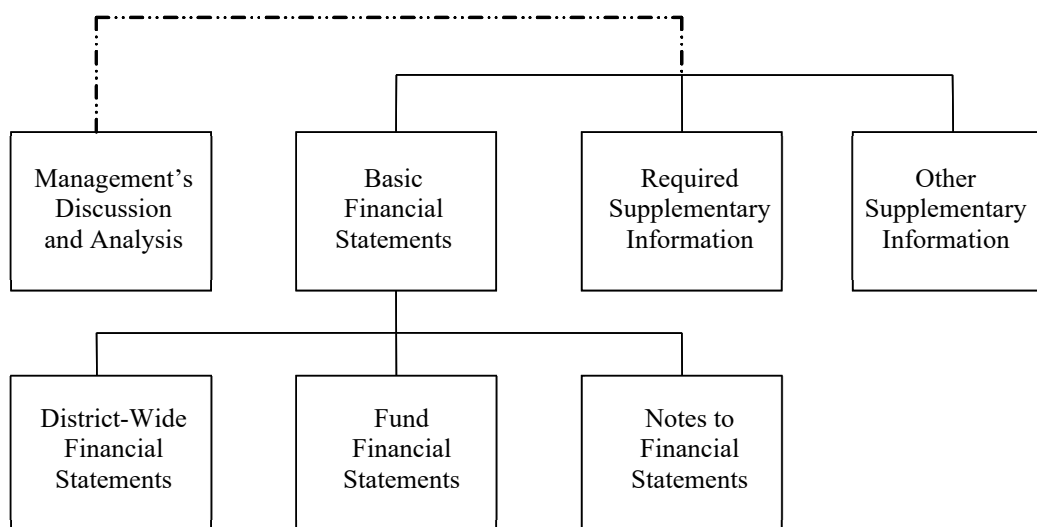 Management’s
Discussion
and Analysis
Basic
Financial
Statements
Required
Supplementary
Information
Other
Supplementary
Information
District-Wide
Financial
Statements
Fund
Financial
Statements
Notes to
Financial
Statements